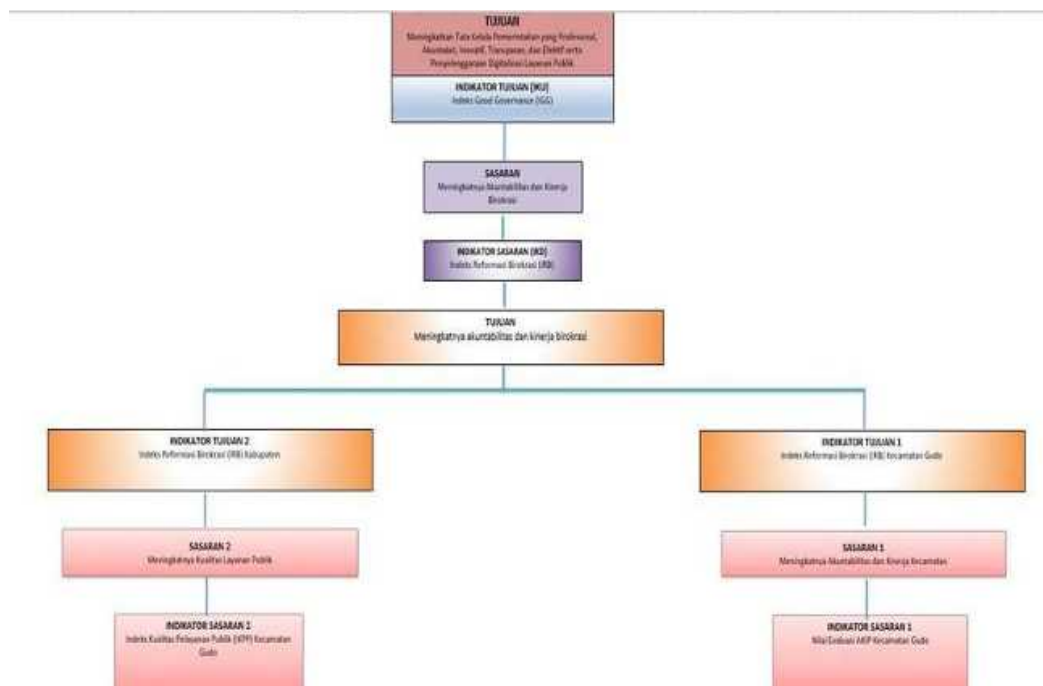 TUJUAN
Meningkatkan Tata Kelola Pemerintahan yang Profesional,
Akuntabel, Inovatif, Transparan, dan Efektif serta
Penyelenggaraan Digitalisasi Layanan Publik
INDIKATOR TUJUAN (IKU)
Indeks Good Governance (IGG)
SASARAN
Meningkatnya Akuntabilitas dan Kinerja
Birokrasi
INDIKATOR SASARAN (IKD)
Indeks Reformasi Birokrasi (IRB)
TUJUAN
Meningkatnya akuntabilitas dan kinerja birokrasi
INDIKATOR TUJUAN 2
Indeks Reformasi Birokrasi (IRB) Kabupaten
INDIKATOR TUJUAN 1
Indeks Reformasi Birokrasi (IRB) Kecamatan Gudo
SASARAN 2
Meningkatnya Kualitas Layanan Publik
SASARAN 1
Meningkatnya Akuntabilitas dan Kinerja Kecamatan
INDIKATOR SASARAN 2
Indeks Kualitas Pelayanan Publik (IKPP) Kecamatan
Gudo
INDIKATOR SASARAN 1
Nilai Evaluasi AKIP Kecamatan Gudo